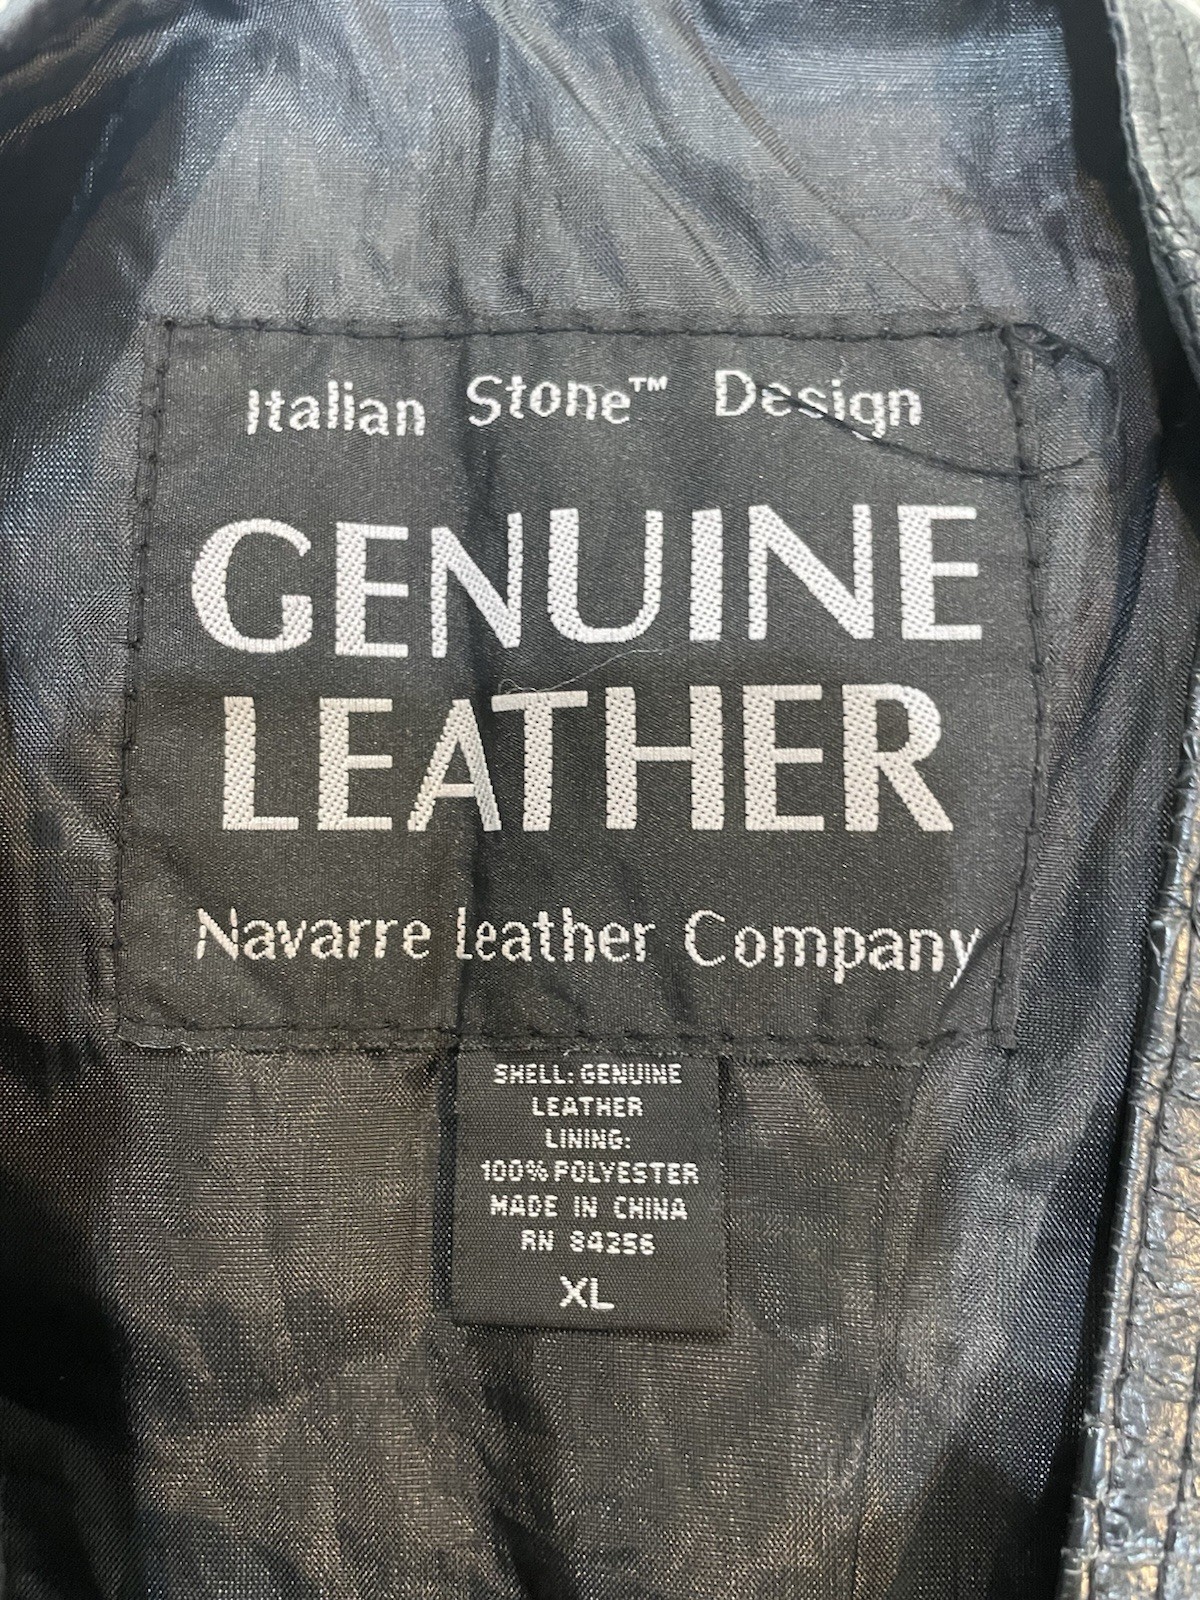 Italian Stone™ Design
GENUINE
LEATHER
Navarre Leather Company
SHELL: GENUINE
LEATHER
LINING:
100% POLYESTER
MADE IN CHINA
RN 84256
XL